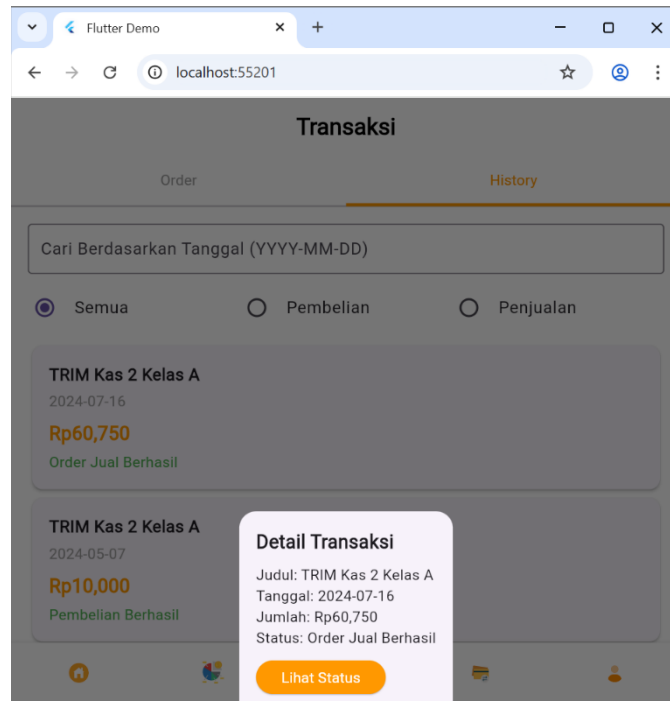 Flutter Demo
localhost:55201
Transaksi
Order
History
Cari Berdasarkan Tanggal (YYYY-MM-DD)
Semua
Pembelian
Penjualan
TRIM Kas 2 Kelas A
2024-07-16
Rp60,750
Order Jual Berhasil
TRIM Kas 2 Kelas A
2024-05-07
Rp10,000
Pembelian Berhasil
Detail Transaksi
Judul: TRIM Kas 2 Kelas A
Tanggal: 2024-07-16
Jumlah: Rp60,750
Status: Order Jual Berhasil
Lihat Status